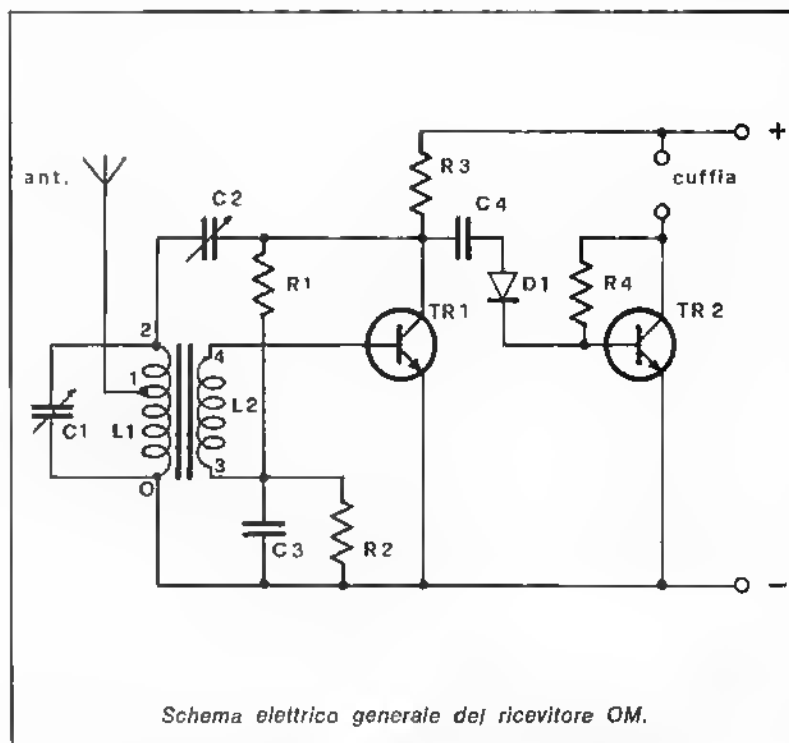 +
ant.
C2
R3
cuffia
C4
R1
D1
R4
TR1
TR2
2
1
4
C1
L1
L2
3
O
C3
R2
-
Schema elettrico generale del ricevitore OM.